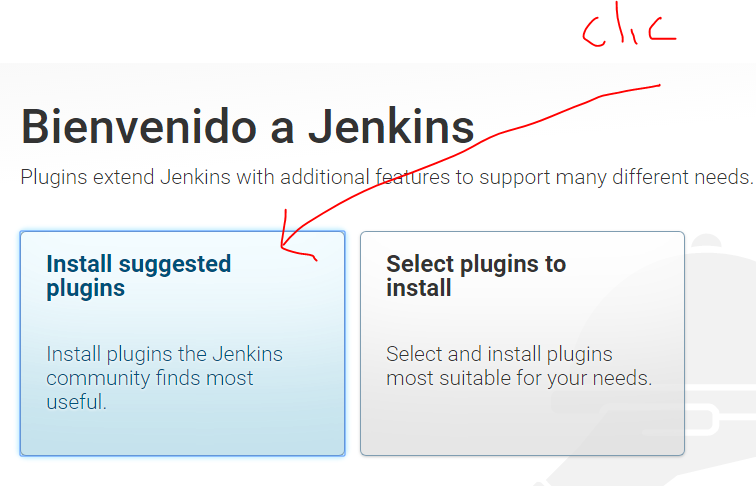 clic
Bienvenido a Jenkins
Plugins extend Jenkins with additional features to support many different needs.
Install suggested
plugins
Install plugins the Jenkins
community finds most
useful.
Select plugins to
install
Select and install plugins
most suitable for your needs.